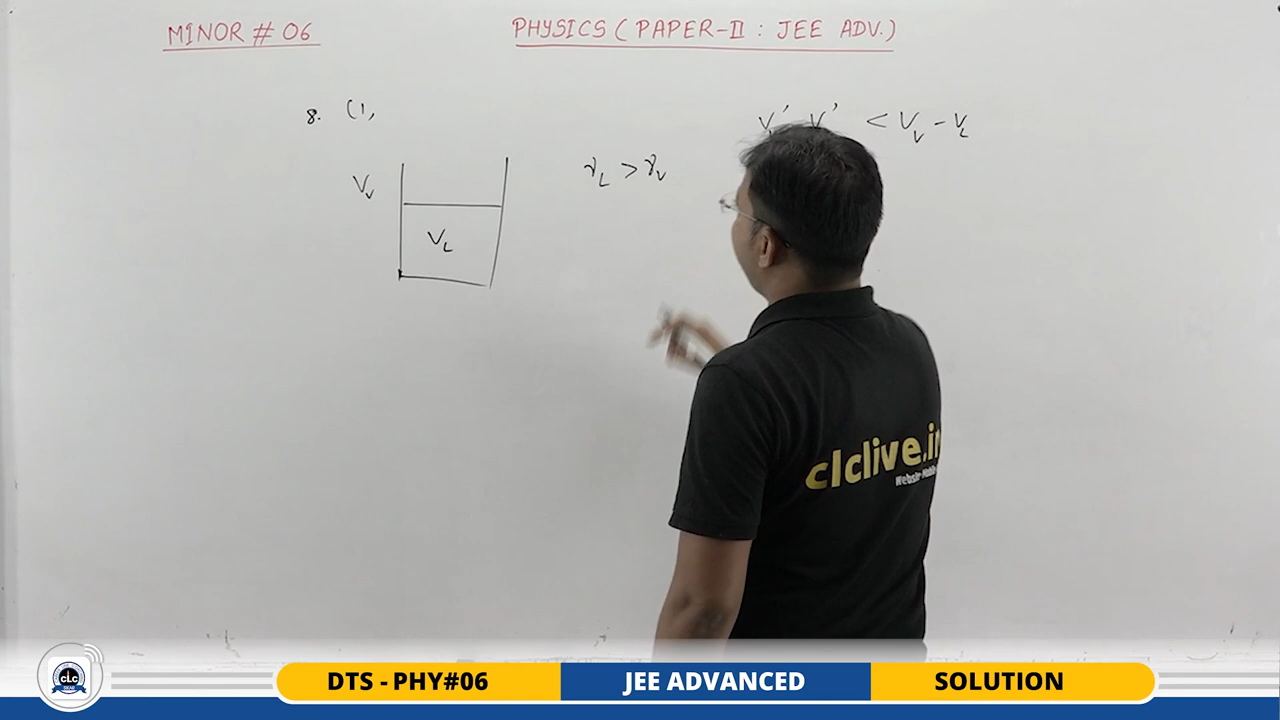 MINOR # 06
PHYSICS ( PAPER-II : JEE ADV.)
8. (1,
V' V' < V_V - V_L
γ_L > γ_V
V_V
V_L
clclive.in
DTS - PHY#06
JEE ADVANCED
SOLUTION
CLC